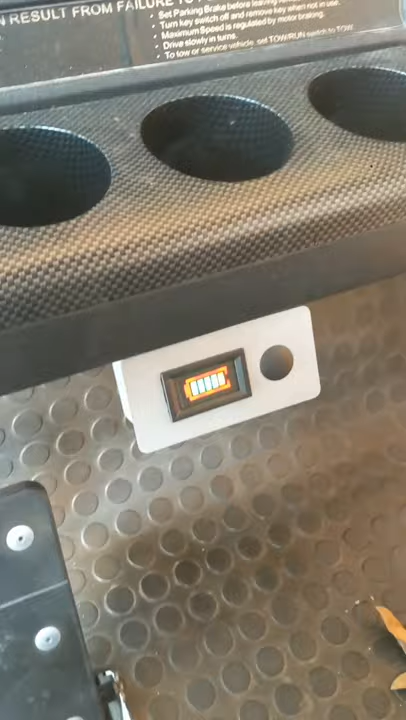 N RESULT FROM FAILURE TO
• Set Parking Brake before leaving
• Turn key switch off and remove key when not in use.
• Maximum Speed is regulated by motor braking.
• Drive slowly in turns.
• To tow or service vehicle, set TOW/RUN switch to TOW.